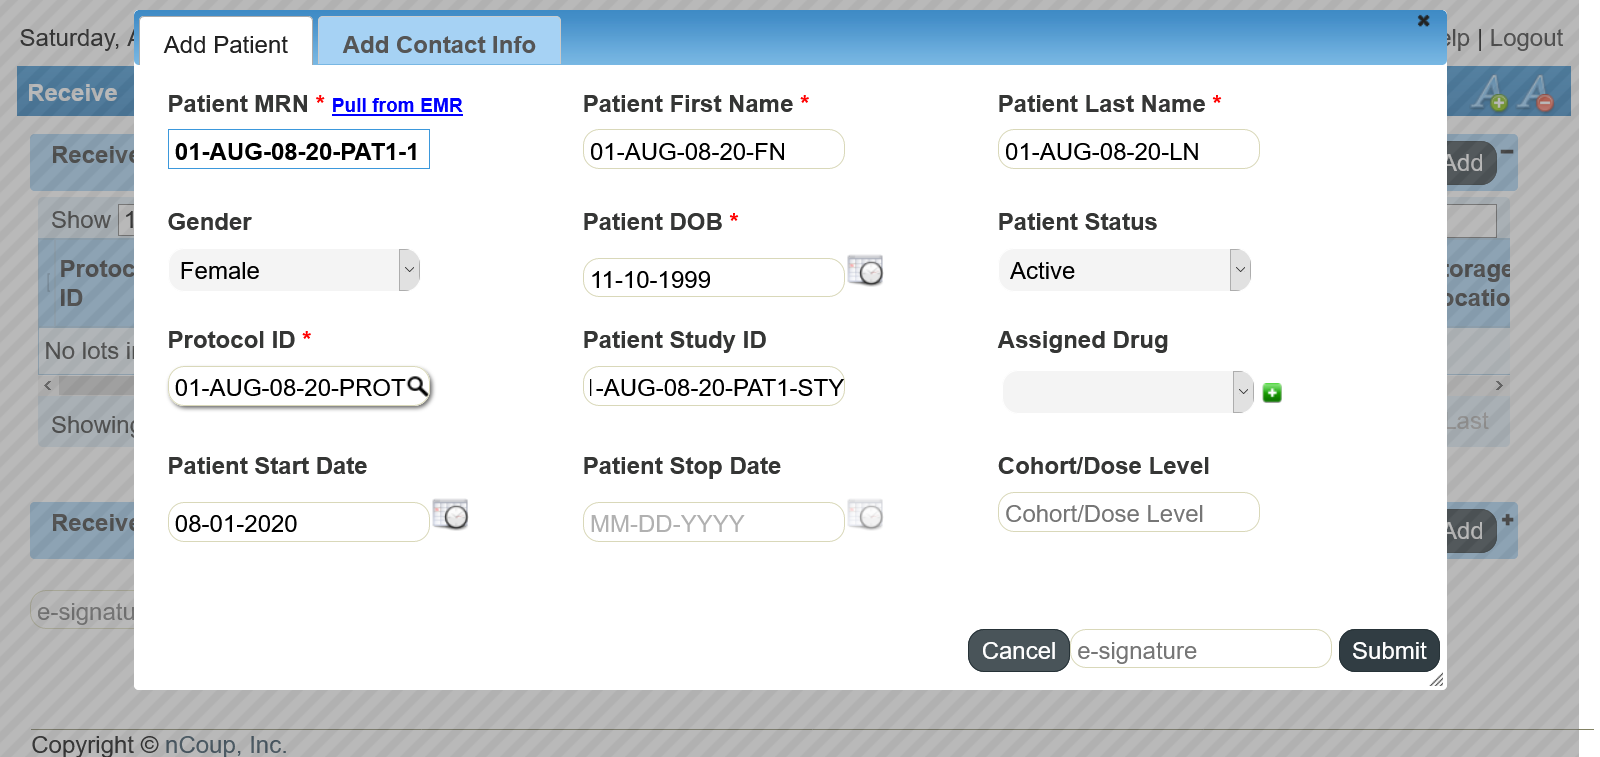 Add Patient
Add Contact Info
Saturday,
Help | Logout
Receive
Patient MRN * Pull from EMR
Patient First Name *
Patient Last Name *
01-AUG-08-20-PAT1-1
01-AUG-08-20-FN
01-AUG-08-20-LN
Receive
Add
Show 1
Gender
Patient DOB *
Patient Status
Female
11-10-1999
Active
Protoc
ID
torage
ocatio
Protocol ID *
Patient Study ID
Assigned Drug
No lots i
01-AUG-08-20-PROT
-AUG-08-20-PAT1-STY
Showing
Last
Patient Start Date
Patient Stop Date
Cohort/Dose Level
08-01-2020
MM-DD-YYYY
Cohort/Dose Level
Receive
Add
e-signatu
Cancel
e-signature
Submit
Copyright © nCoup, Inc.